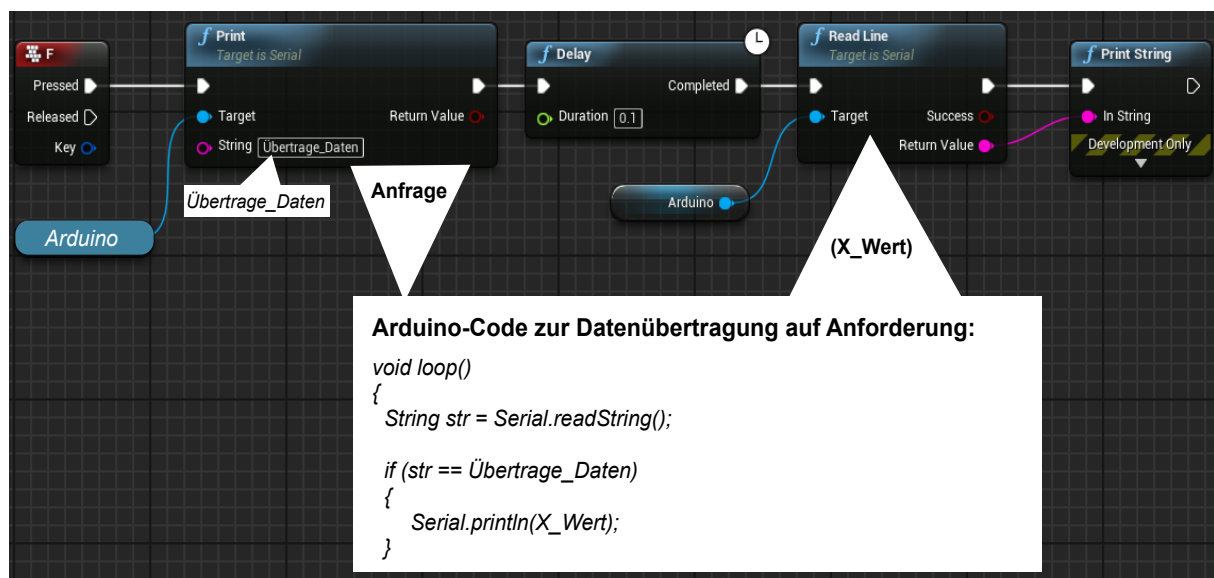 F
Pressed
Released
Key
Arduino
Print
Target is Serial
Target
Return Value
String Übertrage_Daten
Übertrage_Daten
Anfrage
Delay
Completed
Duration 0.1
Arduino
Read Line
Target is Serial
Target
Success
Return Value
(X_Wert)
Print String
In String
Development Only
Arduino-Code zur Datenübertragung auf Anforderung:
void loop()
{
String str = Serial.readString();
if (str == Übertrage_Daten)
{
Serial.println(X_Wert);
}